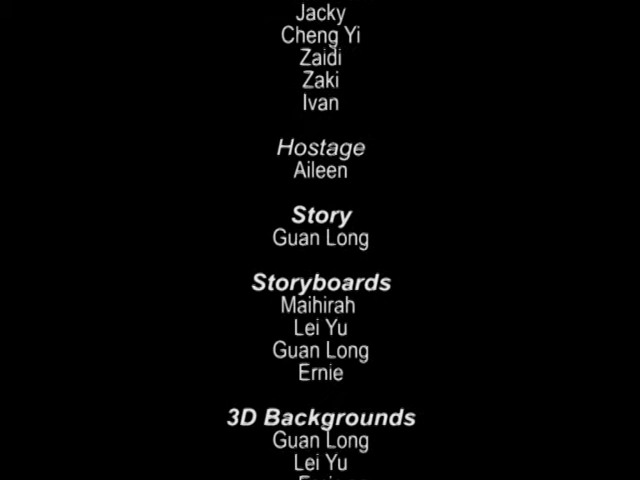 Jacky
Cheng Yi
Zaidi
Zaki
Ivan
Hostage
Aileen
Story
Guan Long
Storyboards
Maihirah
Lei Yu
Guan Long
Ernie
3D Backgrounds
Guan Long
Lei Yu